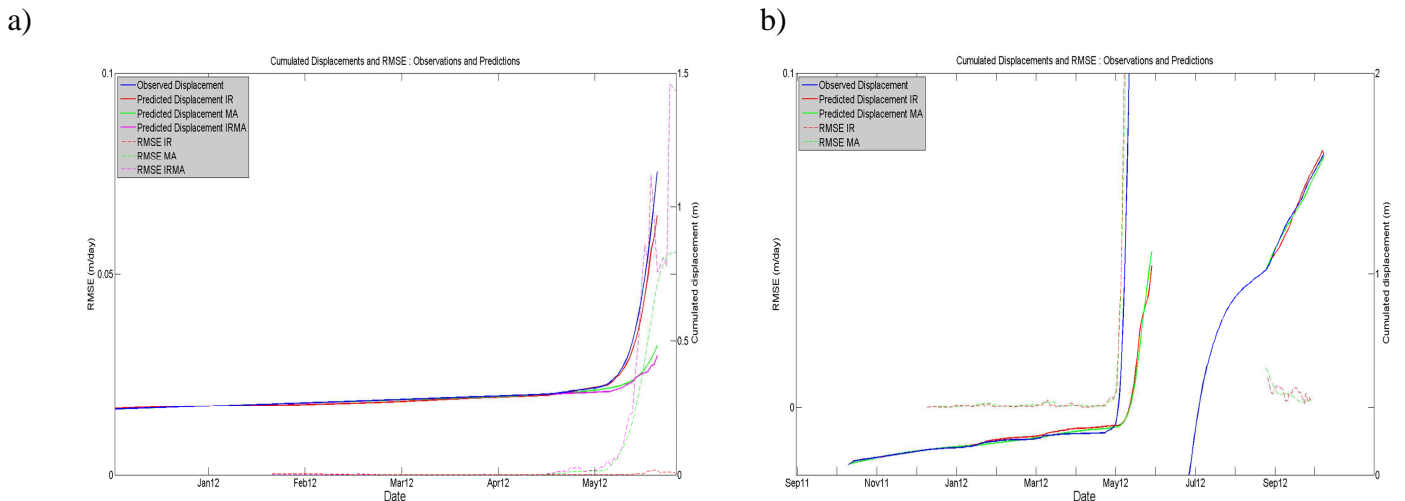 a)
Cumulated Displacements and RMSE : Observations and Predictions
0.1
1.5
Observed Displacement
Predicted Displacement IR
Predicted Displacement MA
Predicted Displacement IRMA
RMSE IR
RMSE MA
RMSE IRMA
1
RMSE (m/day)
0.05
Cumulated displacement (m)
0.5
0
0
Jan12
Feb12
Mar12
Apr12
May12
Date
b)
Cumulated Displacements and RMSE : Observations and Predictions
0.1
2
Observed Displacement
Predicted Displacement IR
Predicted Displacement MA
RMSE IR
RMSE MA
RMSE (m/day)
1
Cumulated displacement (m)
0
0
Sep11
Nov11
Jan12
Mar12
May12
Jul12
Sep12
Date